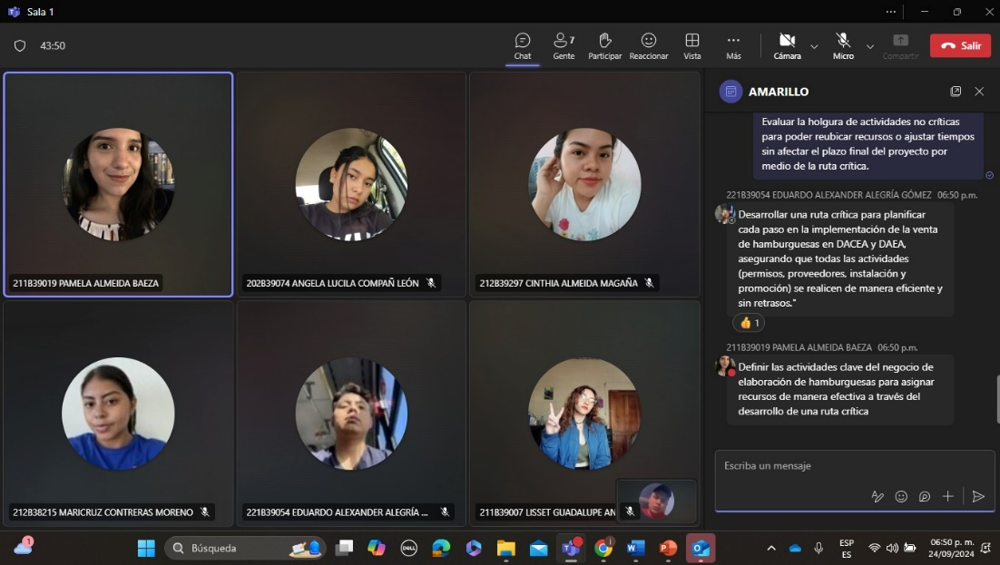 Sala 1
43:50
Chat
7
Gente
Participar
Reaccionar
Vista
Más
Cámara
Micro
Compartir
Salir
AMARILLO
Evaluar la holgura de actividades no críticas
para poder reubicar recursos o ajustar tiempos
sin afectar el plazo final del proyecto por
medio de la ruta crítica.
221B39054 EDUARDO ALEXANDER ALEGRÍA GÓMEZ 06:50 p.m.
Desarrollar una ruta crítica para planificar
cada paso en la implementación de la venta
de hamburguesas en DACEA y DAEA,
asegurando que todas las actividades
(permisos, proveedores, instalación y
promoción) se realicen de manera eficiente y
sin retrasos."
1
211B39019 PAMELA ALMEIDA BAEZA 06:50 p.m.
Definir las actividades clave del negocio de
elaboración de hamburguesas para asignar
recursos de manera efectiva a través del
desarrollo de una ruta crítica
Escriba un mensaje
211B39019 PAMELA ALMEIDA BAEZA
202B39074 ANGELA LUCILA COMPAÑ LEÓN
212B39297 CINTHIA ALMEIDA MAGAÑA
212B38215 MARICRUZ CONTRERAS MORENO
221B39054 EDUARDO ALEXANDER ALEGRÍA ...
211B39007 LISSET GUADALUPE AN
1
Búsqueda
DELL
ESP
ES
06:50 p. m.
24/09/2024